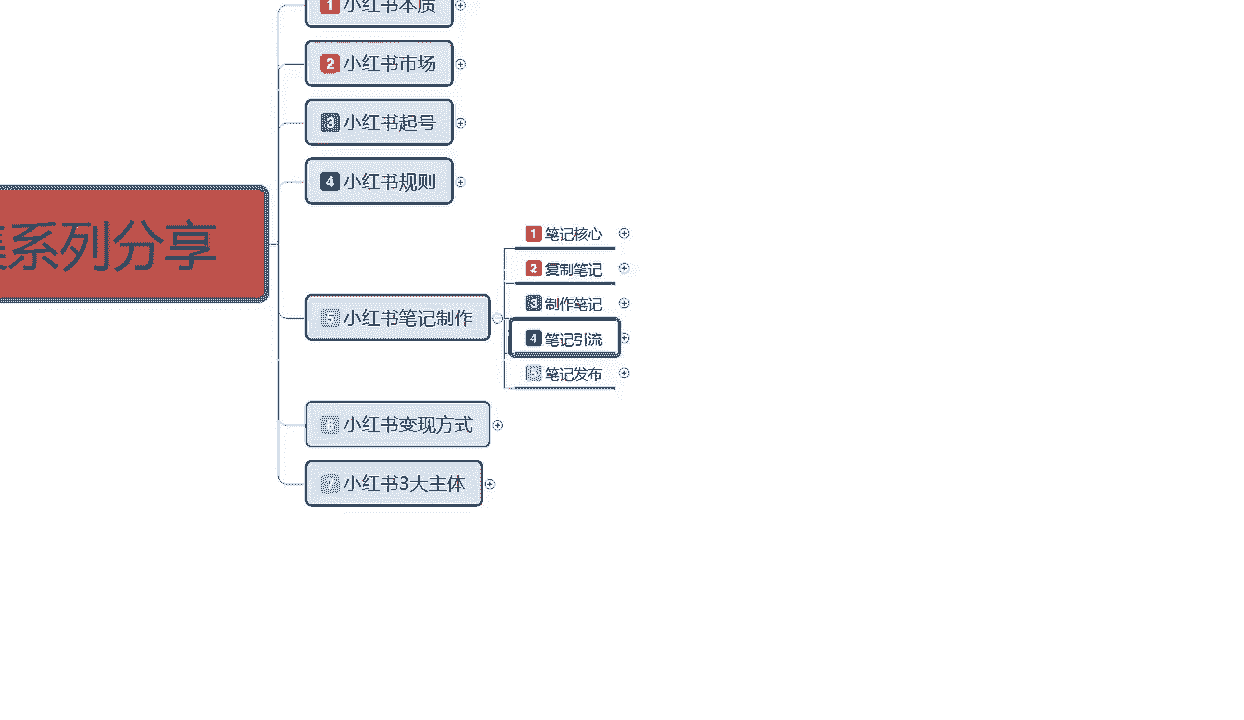 1 小红书本质
2 小红书市场
3 小红书起号
4 小红书规则
系列分享
1 笔记核心
2 复制笔记
3 制作笔记
5 小红书笔记制作
4 笔记引流
5 笔记发布
小红书变现方式
小红书3大主体